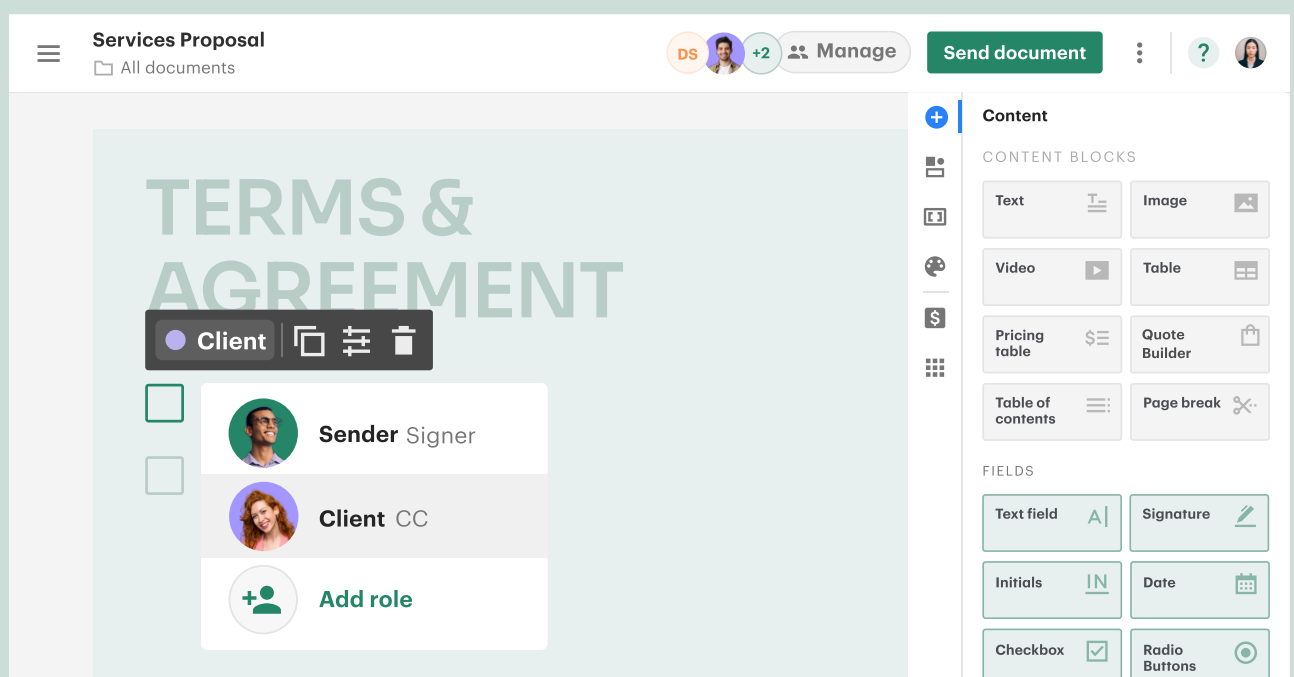 Services Proposal
All documents
DS
+2
Manage
Send document
?
TERMS &
AGREEMENT
Client
Sender Signer
Client CC
Add role
$
Content
CONTENT BLOCKS
Text
T
Image
Video
Table
Pricing
table
$
Quote
Builder
Table of
contents
Page break
FIELDS
Text field
A
Signature
Initials
IN
Date
Checkbox
Radio
Buttons